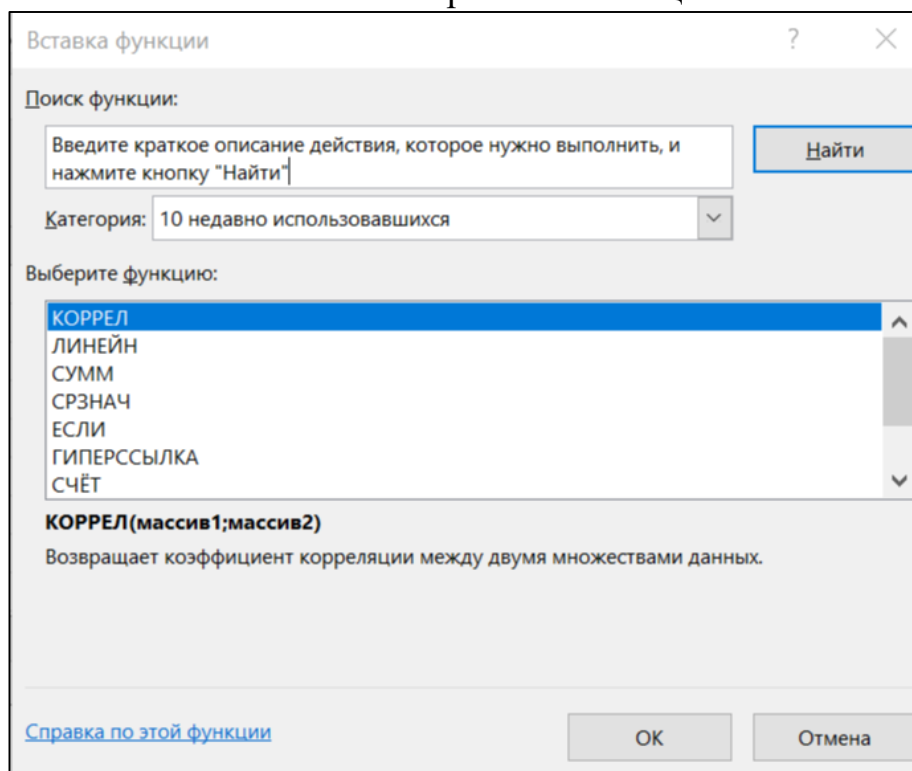 Вставка функции
Поиск функции:
Введите краткое описание действия, которое нужно выполнить, и
нажмите кнопку "Найти"
Найти
Категория: 10 недавно использовавшихся
Выберите функцию:
КОРРЕЛ
ЛИНЕЙН
СУММ
СРЗНАЧ
ЕСЛИ
ГИПЕРССЫЛКА
СЧЁТ
КОРРЕЛ(массив1;массив2)
Возвращает коэффициент корреляции между двумя множествами данных.
Справка по этой функции
ОК
Отмена